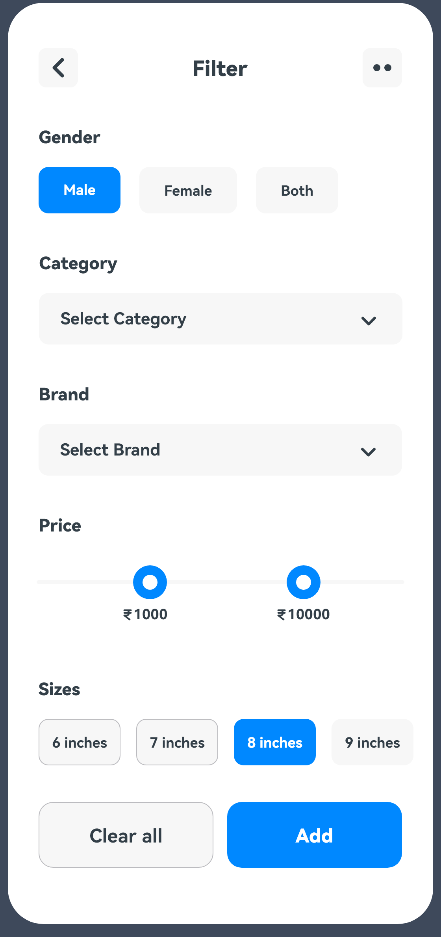 Filter
Gender
Male Female Both
Category
Select Category
Brand
Select Brand
Price
₹1000 ₹10000
Sizes
6 inches 7 inches 8 inches 9 inches
Clear all Add